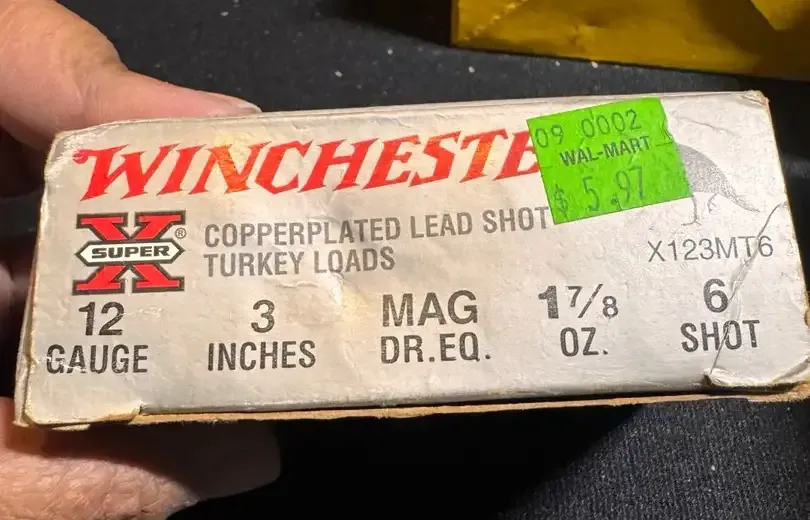 WINCHESTE
09 0002
WAL-MART
$ 5.97
X
SUPER
®
COPPERPLATED LEAD SHOT
TURKEY LOADS
X123MT6
12
GAUGE
3
INCHES
MAG
DR.EQ.
1 7/8
OZ.
6
SHOT